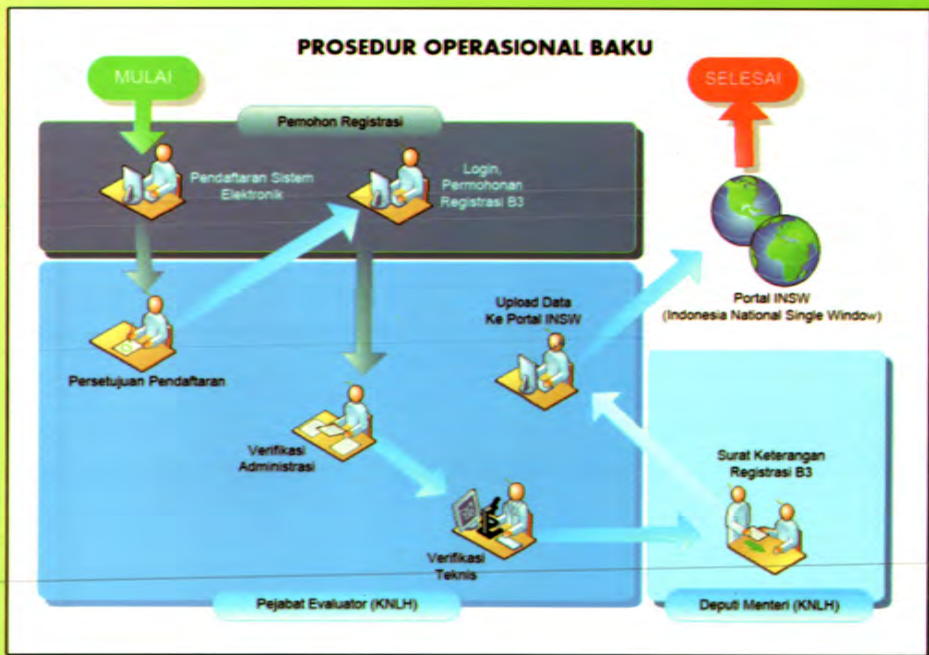 PROSEDUR OPERASIONAL BAKU
MULAI
SELESAI
Pemohon Registrasi
Pendaftaran Sistem
Elektronik
Login,
Permohonan
Registrasi B3
Persetujuan Pendaftaran
Verifikasi
Administrasi
Verifikasi
Teknis
Upload Data
Ke Portal INSW
Portal INSW
(Indonesia National Single Window)
Surat Keterangan
Registrasi B3
Pejabat Evaluator (KNLH)
Deputi Menteri (KNLH)